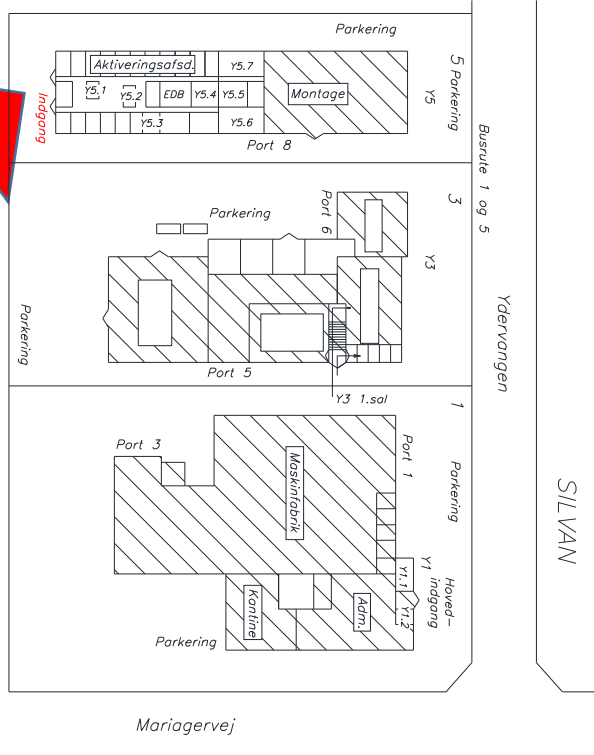 Parkering
Aktiveringsafsd.
Y5.7
Y5.1
Y5.2
EDB
Y5.4
Y5.5
Montage
Y5.3
Y5.6
Port 8
Indgang
5
Parkering
Y5
Busrute 1 og 5
Parkering
Port 6
3
Y3
Ydervangen
Parkering
Port 5
Y3 1.sal
1
Port 3
Port 1
Parkering
Maskinfabrik
SILVAN
Y1
Hoved-
indgang
Y1.1
Y1.2
Adm.
Kantine
Parkering
Mariagervej